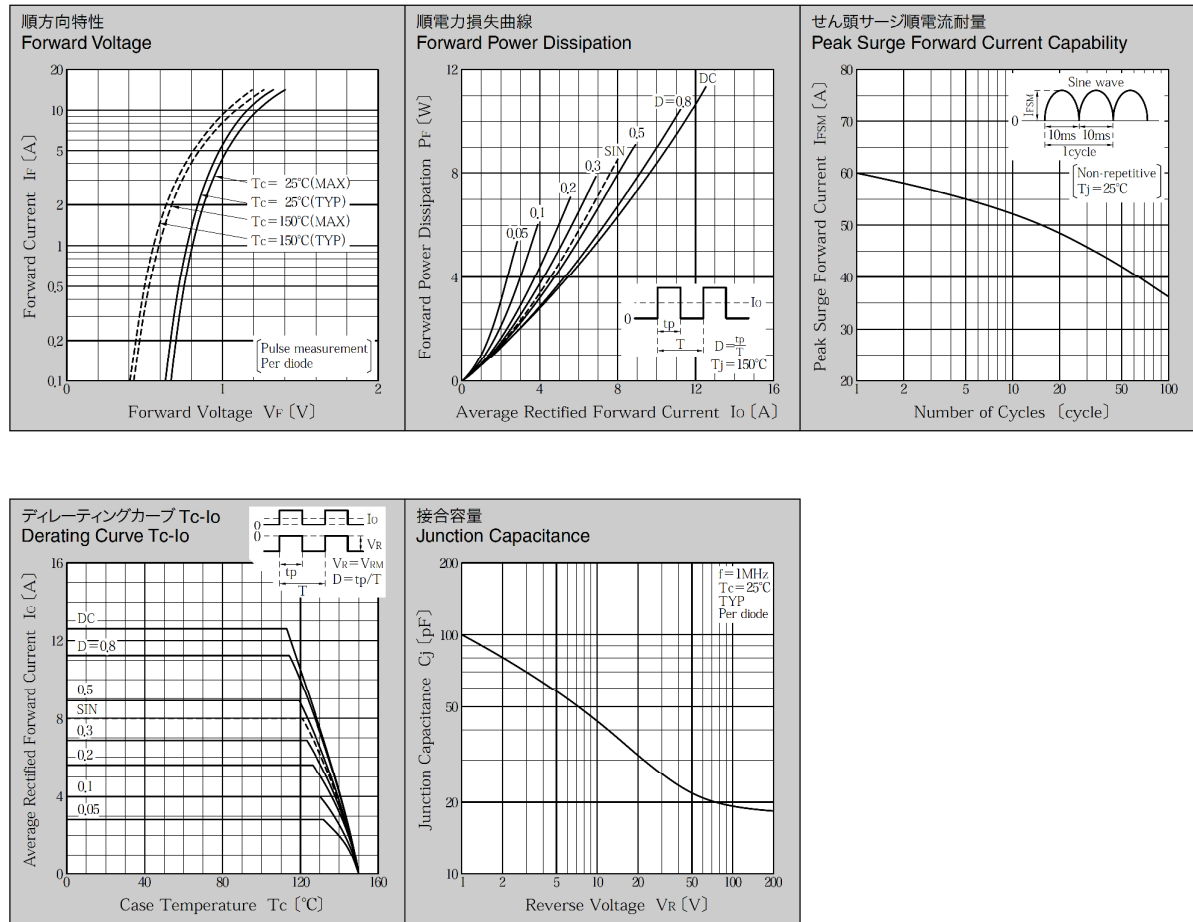 順方向特性
Forward Voltage
Forward Current IF〔A〕
20
10
5
2
1
0.5
0.2
0.1
Tc= 25℃(MAX)
Tc= 25℃(TYP)
Tc=150℃(MAX)
Tc=150℃(TYP)
Pulse measurement
Per diode
0
1
2
Forward Voltage VF〔V〕
順電力損失曲線
Forward Power Dissipation
Forward Power Dissipation PF〔W〕
12
8
4
0
DC
D=0.8
0.5
SIN
0.3
0.2
0.1
0.05
Io
0
tp
T
D=tp/T
Tj=150℃
0
4
8
12
16
Average Rectified Forward Current Io〔A〕
せん頭サージ順電流耐量
Peak Surge Forward Current Capability
Peak Surge Forward Current IFSM〔A〕
80
70
60
50
40
30
20
Sine wave
IFSM
0
10ms
10ms
1cycle
Non-repetitive
Tj=25℃
1
2
5
10
20
50
100
Number of Cycles〔cycle〕
ディレーティングカーブ Tc-Io
Derating Curve Tc-Io
0
Io
0
VR
tp
T
VR=VRM
D=tp/T
Average Rectified Forward Current Io〔A〕
16
12
8
4
0
DC
D=0.8
0.5
SIN
0.3
0.2
0.1
0.05
0
40
80
120
160
Case Temperature Tc〔℃〕
接合容量
Junction Capacitance
Junction Capacitance Cj〔pF〕
200
100
50
20
10
f=1MHz
Tc=25℃
TYP
Per diode
1
2
5
10
20
50
100
200
Reverse Voltage VR〔V〕